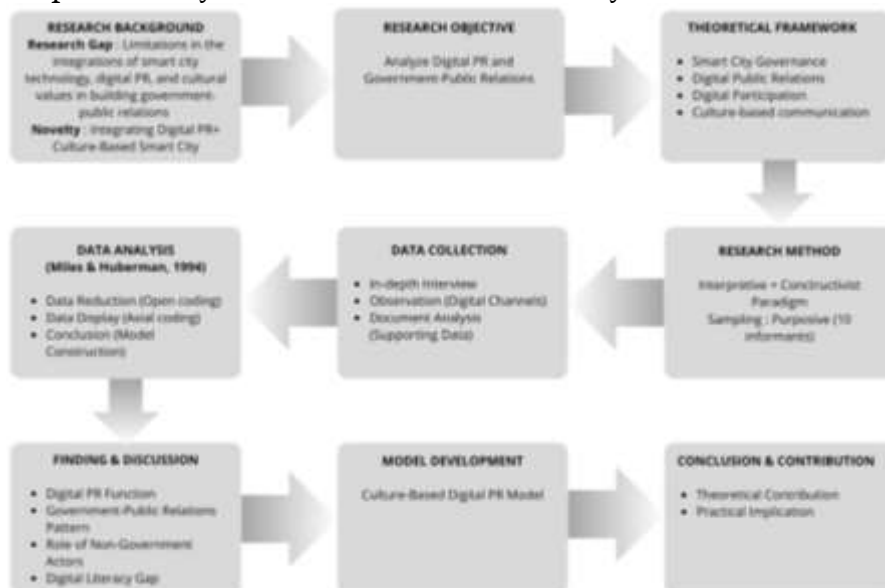 RESEARCH BACKGROUND
Research Gap : Limitations in the
integrations of smart city
technology, digital PR, and cultural
values in building government-
public relations
Novelty : Integrating Digital PR+
Culture-Based Smart City
RESEARCH OBJECTIVE
Analyze Digital PR and
Government-Public Relations
THEORETICAL FRAMEWORK
• Smart City Governance
• Digital Public Relations
• Digital Participation
• Culture-based communication
DATA ANALYSIS
(Miles & Huberman, 1994)
• Data Reduction (Open coding)
• Data Display (Axial coding)
• Conclusion (Model
Construction)
DATA COLLECTION
• In-depth Interview
• Observation (Digital Channels)
• Document Analysis
(Supporting Data)
RESEARCH METHOD
Interpretive + Constructivist
Paradigm
Sampling : Purposive (10
informants)
FINDING & DISCUSSION
• Digital PR Function
• Government-Public Relations
Pattern
• Role of Non-Government
Actors
• Digital Literacy Gap
MODEL DEVELOPMENT
Culture-Based Digital PR Model
CONCLUSION & CONTRIBUTION
• Theoretical Contribution
• Practical Implication